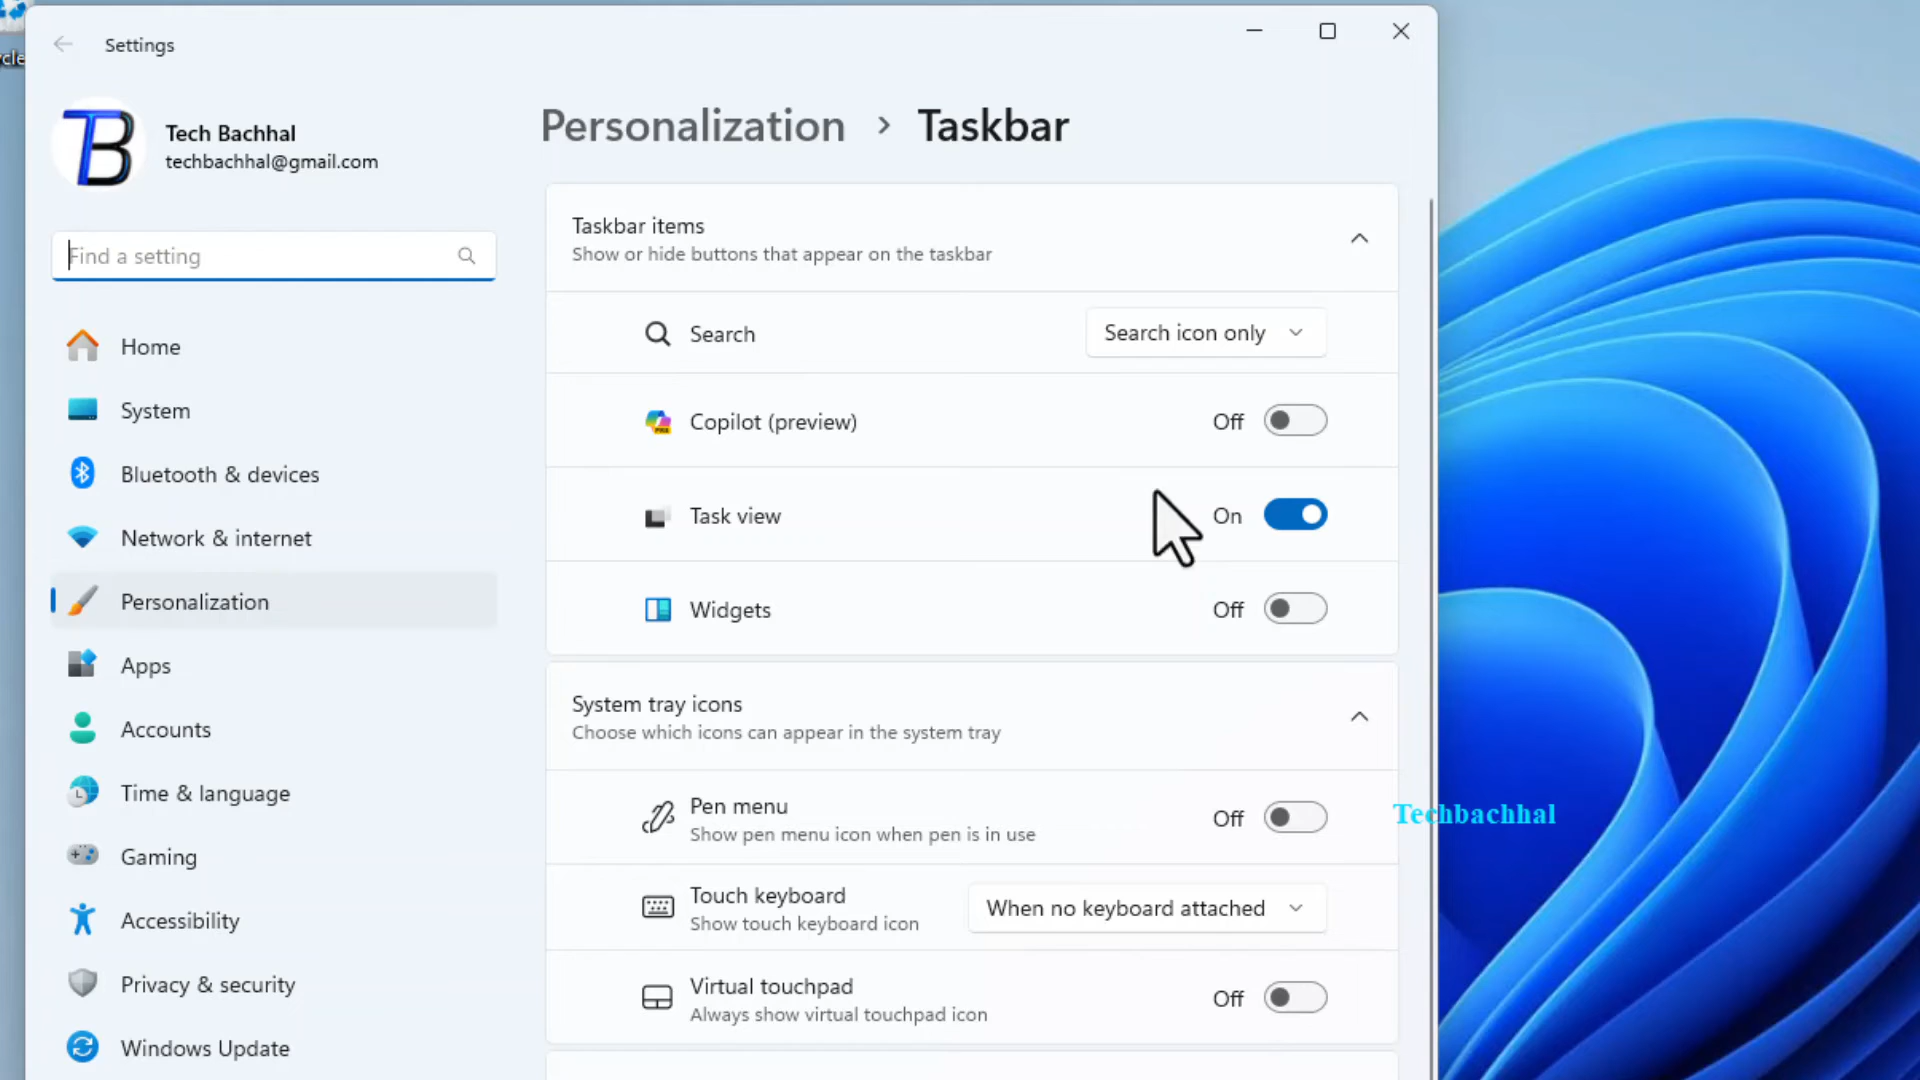 Settings
Tech Bachhal
techbachhal@gmail.com
Find a setting
Home
System
Bluetooth & devices
Network & internet
Personalization
Apps
Accounts
Time & language
Gaming
Accessibility
Privacy & security
Windows Update
Personalization > Taskbar
Taskbar items
Show or hide buttons that appear on the taskbar
Search Search icon only
Copilot (preview) Off
Task view On
Widgets Off
System tray icons
Choose which icons can appear in the system tray
Pen menu
Show pen menu icon when pen is in use
Off
Touch keyboard
Show touch keyboard icon
When no keyboard attached
Virtual touchpad
Always show virtual touchpad icon
Off
Techbachhal